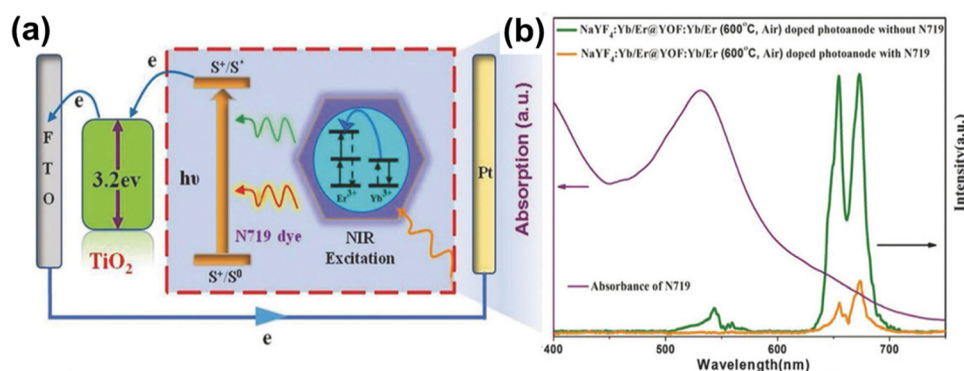 (a)
e
e
S⁺/S*
F
T
O
3.2ev
TiO₂
hυ
N719 dye
S⁺/S⁰
Er³⁺
Yb³⁺
NIR
Excitation
Pt
e
(b)
NaYF₄:Yb/Er@YOF:Yb/Er (600°C, Air) doped photoanode without N719
NaYiF₄:Yb/Er@YOF:Yb/Er (600°C, Air) doped photoanode with N719
Absorption (a.u.)
Intensity(a.u.)
Absorbance of N719
400
500
600
700
Wavelength(nm)